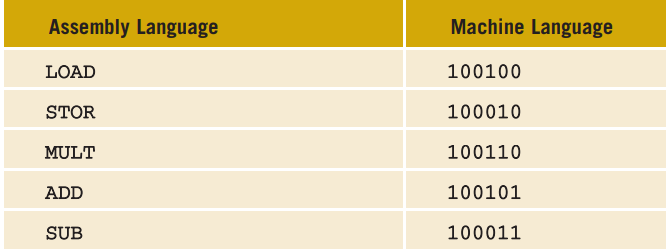 Assembly Language Machine Language
LOAD 100100
STOR 100010
MULT 100110
ADD 100101
SUB 100011